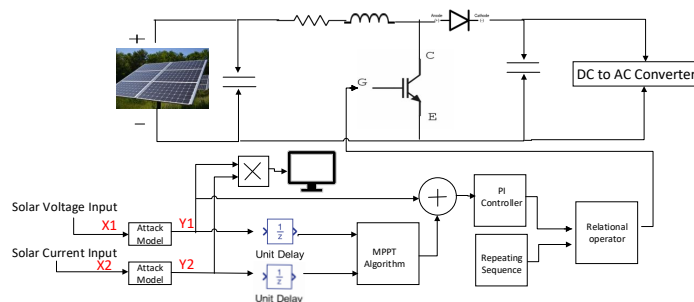 +
Anode
Cathode
C
G
E
DC to AC Converter
−
Solar Voltage Input
X1
Attack
Model
Y1
1
z
Unit Delay
Solar Current Input
X2
Attack
Model
Y2
1
z
Unit Delay
MPPT
Algorithm
PI
Controller
Repeating
Sequence
Relational
operator